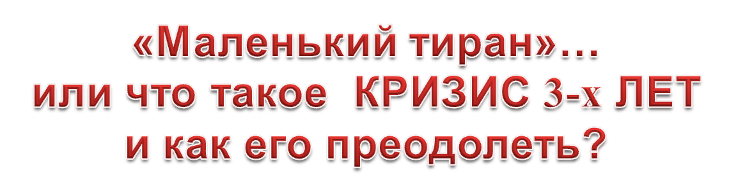 «Маленький тиран»...
или что такое КРИЗИС 3-х ЛЕТ
и как его преодолеть?